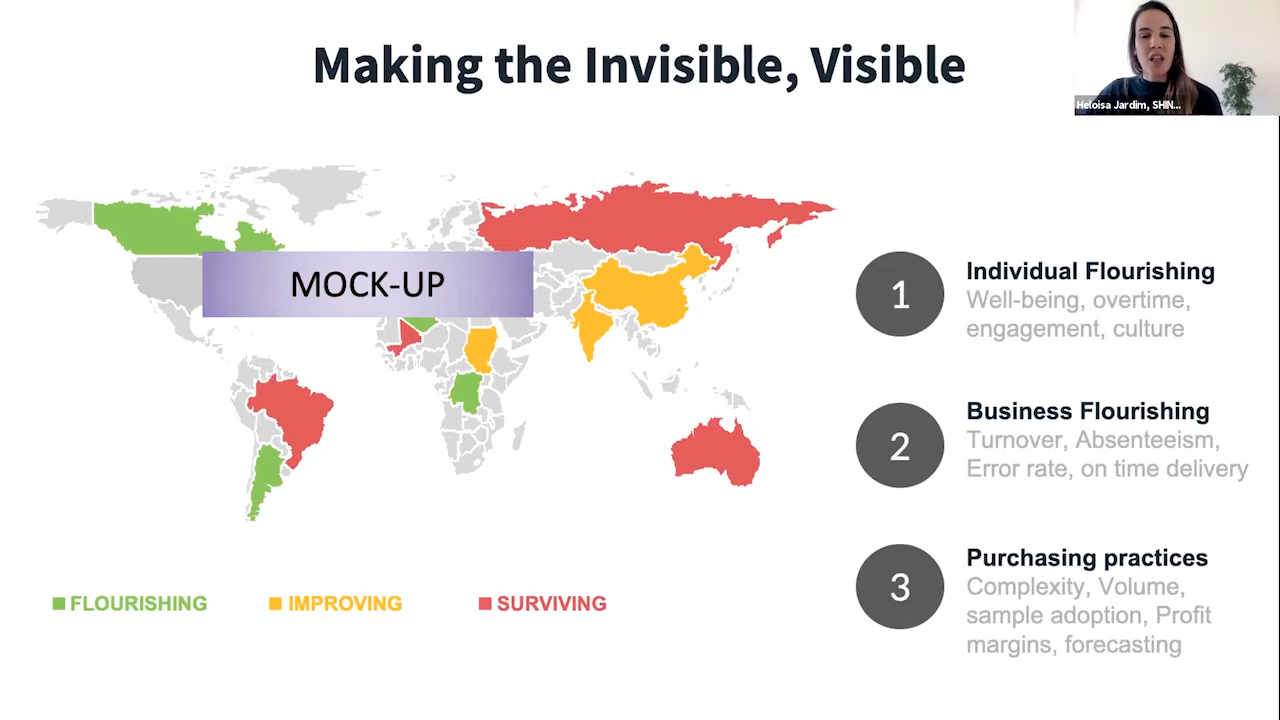 Making the Invisible, Visible
Heloisa Jardim, SHIN...
MOCK-UP
1
Individual Flourishing
Well-being, overtime,
engagement, culture
2
Business Flourishing
Turnover, Absenteeism,
Error rate, on time delivery
3
Purchasing practices
Complexity, Volume,
sample adoption, Profit
margins, forecasting
FLOURISHING
IMPROVING
SURVIVING